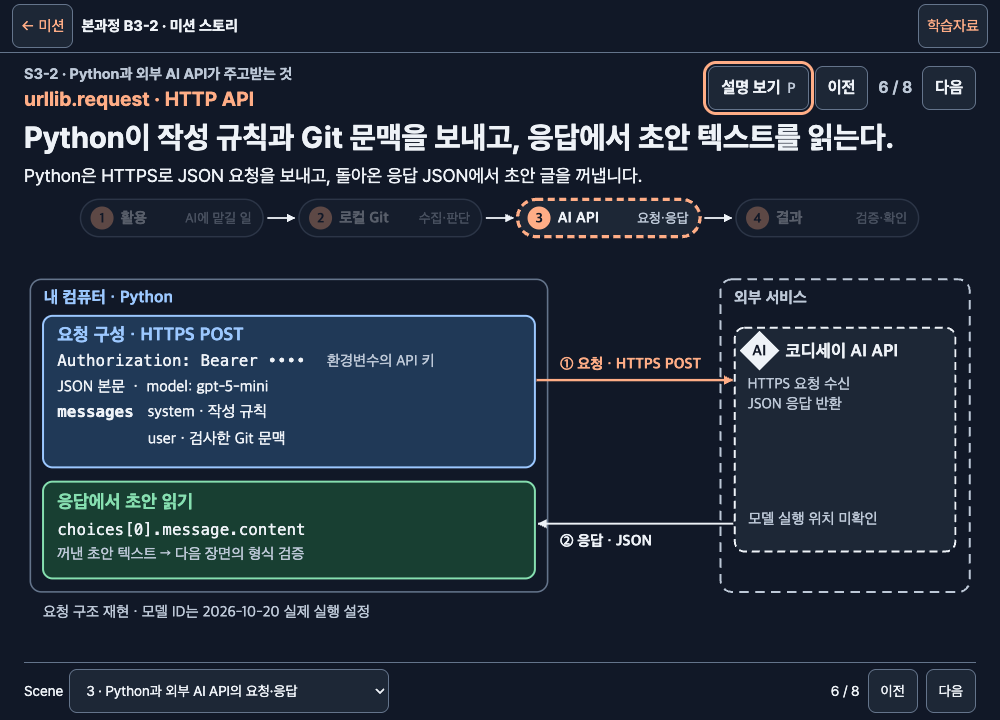 ← 미션
본과정 B3-2 · 미션 스토리
학습자료
S3-2 · Python과 외부 AI API가 주고받는 것
urllib.request · HTTP API
설명 보기 P
이전
6 / 8
다음
Python이 작성 규칙과 Git 문맥을 보내고, 응답에서 초안 텍스트를 읽는다.
Python은 HTTPS로 JSON 요청을 보내고, 돌아온 응답 JSON에서 초안 글을 꺼냅니다.
1 활용 AI에 맡길 일
2 로컬 Git 수집·판단
3 AI API 요청·응답
4 결과 검증·확인
내 컴퓨터 · Python
요청 구성 · HTTPS POST
Authorization: Bearer •••• 환경변수의 API 키
JSON 본문 · model: gpt-5-mini
messages system · 작성 규칙
user · 검사한 Git 문맥
응답에서 초안 읽기
choices[0].message.content
꺼낸 초안 텍스트 → 다음 장면의 형식 검증
① 요청 · HTTPS POST
② 응답 · JSON
외부 서비스
AI 코디세이 AI API
HTTPS 요청 수신
JSON 응답 반환
모델 실행 위치 미확인
요청 구조 재현 · 모델 ID는 2026-10-20 실제 실행 설정
Scene
3 · Python과 외부 AI API의 요청·응답
6 / 8
이전
다음